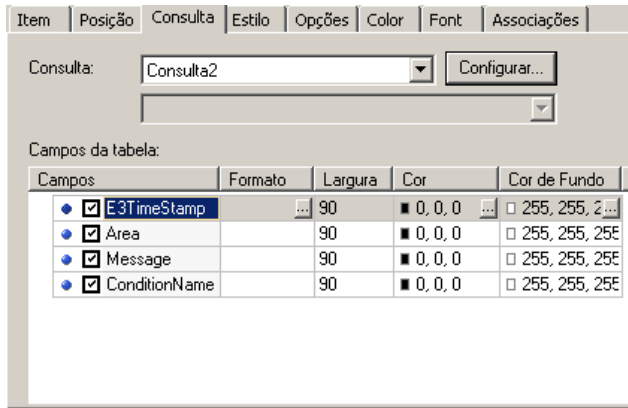 Item Posição Consulta Estilo Opções Color Font Associações
Consulta: Consulta2 Configurar...
Campos da tabela:
Campos Formato Largura Cor Cor de Fundo
E3TimeStamp ... 90 0, 0, 0 ... 255, 255, 2...
Area 90 0, 0, 0 255, 255, 255
Message 90 0, 0, 0 255, 255, 255
ConditionName 90 0, 0, 0 255, 255, 255